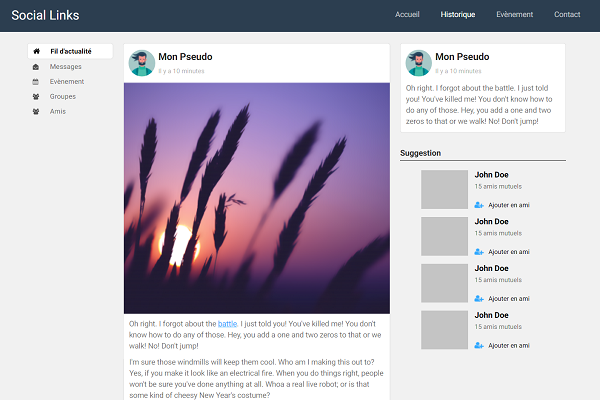 Social Links
Accueil Historique Evènement Contact
Fil d'actualité
Messages
Evènement
Groupes
Amis
Mon Pseudo
Il y a 10 minutes
Oh right. I forgot about the battle. I just told you! You've killed me! You don't
know how to do any of those. Hey, you add a one and two zeros to that or we
walk! No! Don't jump!
I'm sure those windmills will keep them cool. Who am I making this out to?
Yes, if you make it look like an electrical fire. When you do things right, people
won't be sure you've done anything at all. Whoa a real live robot; or is that
some kind of cheesy New Year's costume?
Mon Pseudo
Il y a 10 minutes
Oh right. I forgot about the battle. I just told
you! You've killed me! You don't know how to
do any of those. Hey, you add a one and two
zeros to that or we walk! No! Don't jump!
Suggestion
John Doe
15 amis mutuels
Ajouter en ami
John Doe
15 amis mutuels
Ajouter en ami
John Doe
15 amis mutuels
Ajouter en ami
John Doe
15 amis mutuels
Ajouter en ami